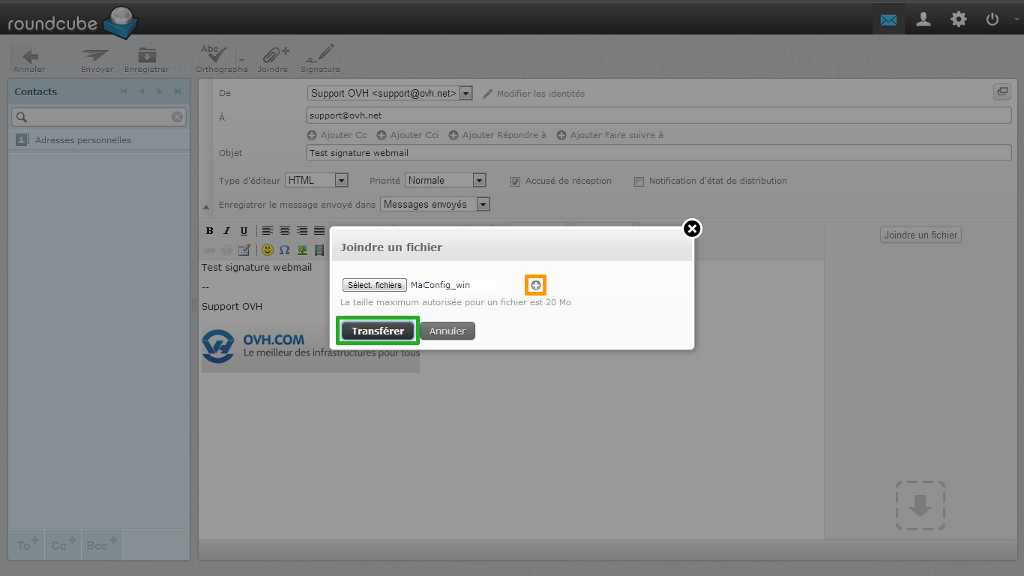 roundcube
Annuler Envoyer Enregistrer Abc Orthographe Joindre Signature
Contacts
Adresses personnelles
To+ Cc+ Bcc+
De Support OVH <support@ovh.net> Modifier les identités
À support@ovh.net
Ajouter Cc Ajouter Cci Ajouter Répondre à Ajouter Faire suivre à
Objet Test signature webmail
Type d'éditeur HTML Priorité Normale Accusé de réception Notification d'état de distribution
Enregistrer le message envoyé dans Messages envoyés
B I U
Test signature webmail
--
Support OVH
OVH.COM
Le meilleur des infrastructures pour tous
Joindre un fichier
Joindre un fichier
Sélect. fichiers MaConfig_win
La taille maximum autorisée pour un fichier est 20 Mo
Transférer Annuler